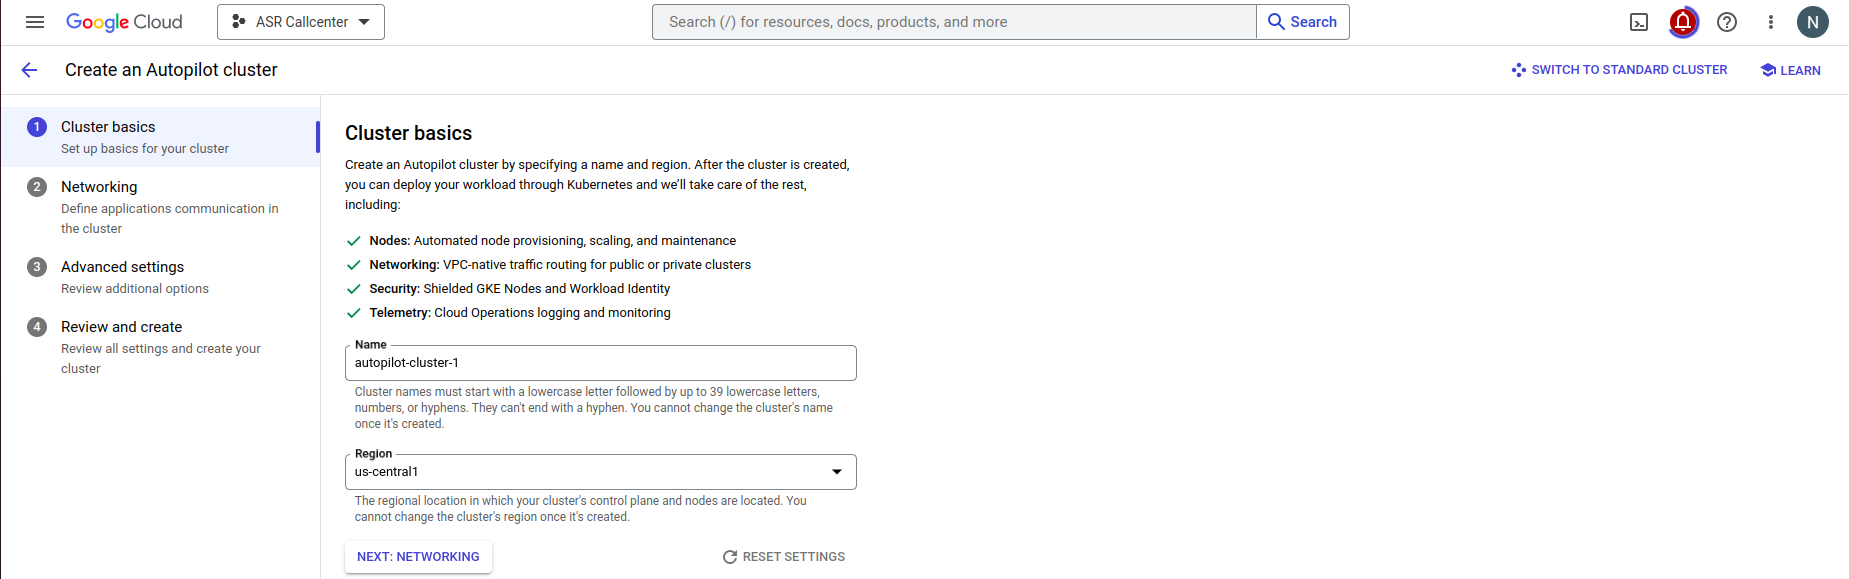 Google Cloud
ASR Callcenter
Search (/) for resources, docs, products, and more
Search
N
Create an Autopilot cluster
SWITCH TO STANDARD CLUSTER
LEARN
1
Cluster basics
Set up basics for your cluster
2
Networking
Define applications communication in
the cluster
3
Advanced settings
Review additional options
4
Review and create
Review all settings and create your
cluster
Cluster basics
Create an Autopilot cluster by specifying a name and region. After the cluster is created,
you can deploy your workload through Kubernetes and we’ll take care of the rest,
including:
Nodes: Automated node provisioning, scaling, and maintenance
Networking: VPC-native traffic routing for public or private clusters
Security: Shielded GKE Nodes and Workload Identity
Telemetry: Cloud Operations logging and monitoring
Name
autopilot-cluster-1
Cluster names must start with a lowercase letter followed by up to 39 lowercase letters,
numbers, or hyphens. They can't end with a hyphen. You cannot change the cluster's name
once it's created.
Region
us-central1
The regional location in which your cluster's control plane and nodes are located. You
cannot change the cluster's region once it's created.
NEXT: NETWORKING
RESET SETTINGS